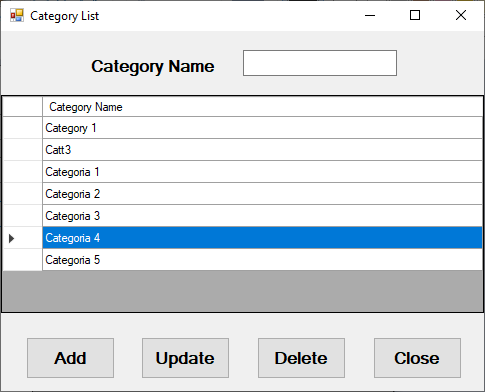 Category List
Category Name
Category Name
Category 1
Catt3
Categoria 1
Categoria 2
Categoria 3
Categoria 4
Categoria 5
Add Update Delete Close